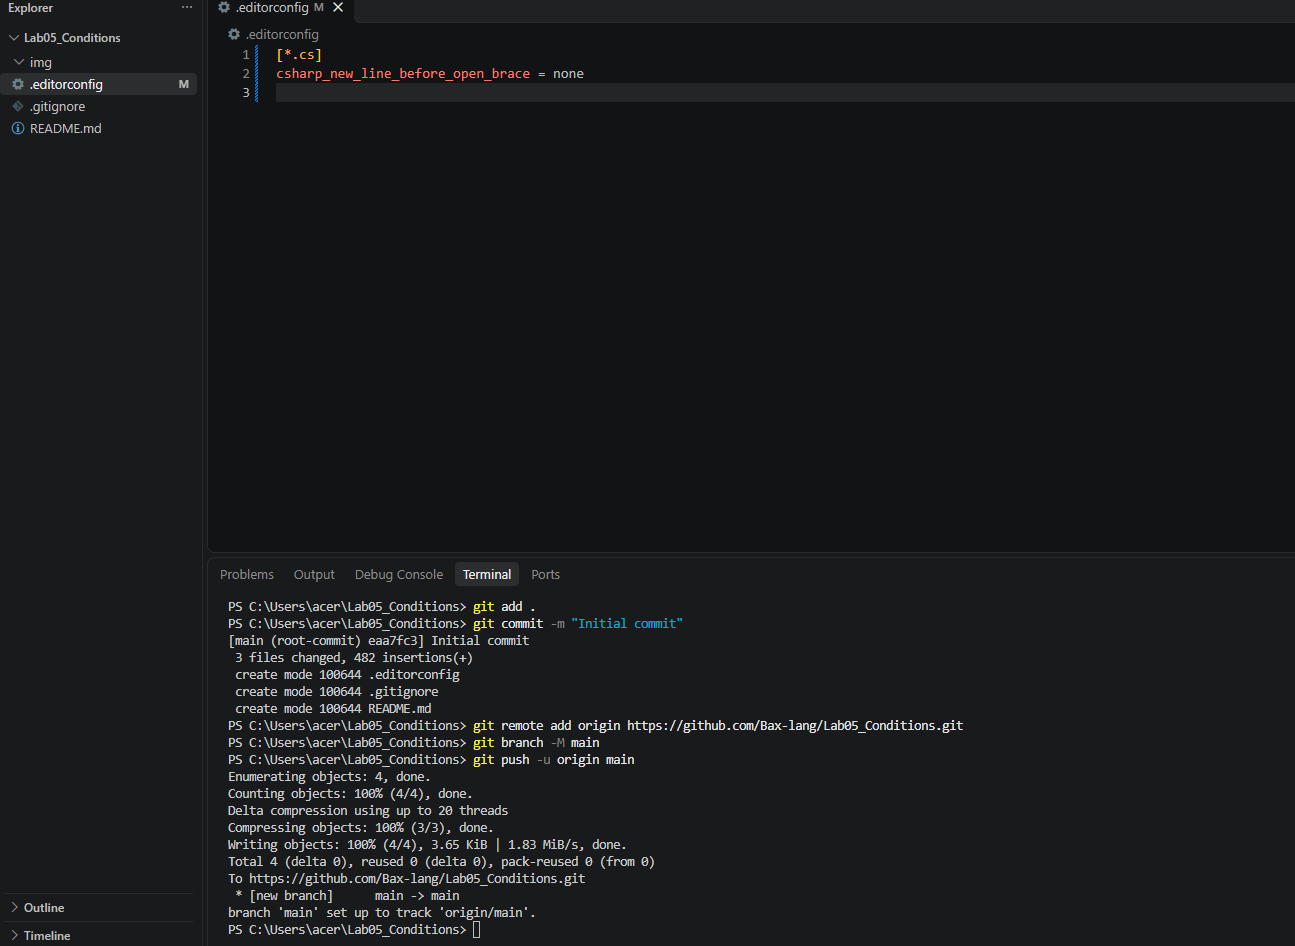 Explorer
···
Lab05_Conditions
img
.editorconfig M
.gitignore
README.md
Outline
Timeline
.editorconfig M
.editorconfig
1 [*.cs]
2 csharp_new_line_before_open_brace = none
3
Problems Output Debug Console Terminal Ports
PS C:\Users\acer\Lab05_Conditions> git add .
PS C:\Users\acer\Lab05_Conditions> git commit -m "Initial commit"
[main (root-commit) eaa7fc3] Initial commit
3 files changed, 482 insertions(+)
create mode 100644 .editorconfig
create mode 100644 .gitignore
create mode 100644 README.md
PS C:\Users\acer\Lab05_Conditions> git remote add origin https://github.com/Bax-lang/Lab05_Conditions.git
PS C:\Users\acer\Lab05_Conditions> git branch -M main
PS C:\Users\acer\Lab05_Conditions> git push -u origin main
Enumerating objects: 4, done.
Counting objects: 100% (4/4), done.
Delta compression using up to 20 threads
Compressing objects: 100% (3/3), done.
Writing objects: 100% (4/4), 3.65 KiB | 1.83 MiB/s, done.
Total 4 (delta 0), reused 0 (delta 0), pack-reused 0 (from 0)
To https://github.com/Bax-lang/Lab05_Conditions.git
* [new branch] main -> main
branch 'main' set up to track 'origin/main'.
PS C:\Users\acer\Lab05_Conditions>